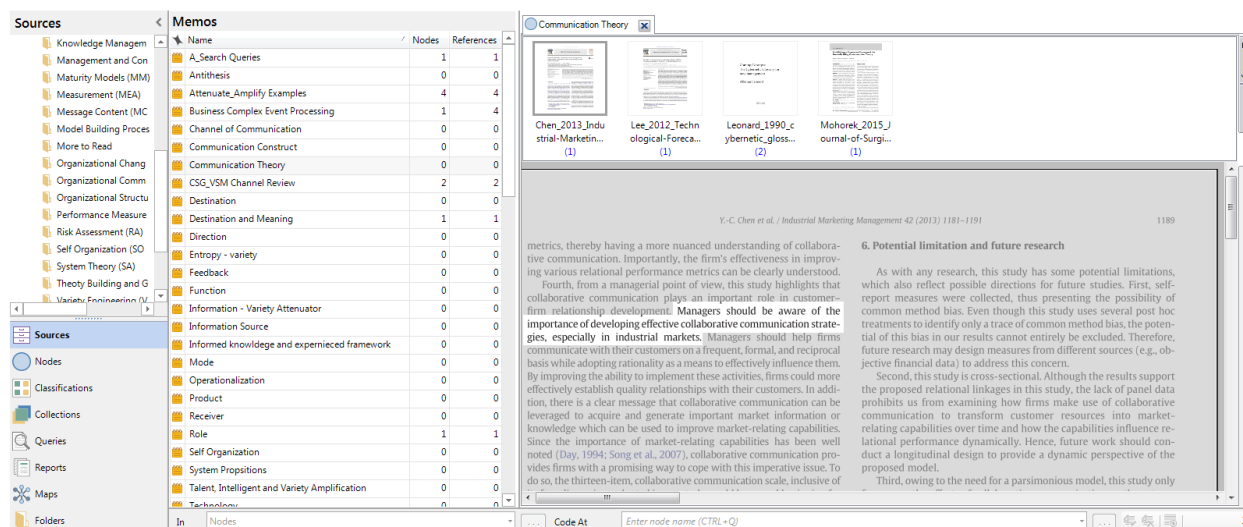 Sources
Knowledge Managem
Management and Con
Maturity Models (MM)
Measurement (MEA)
Message Content (MC
Model Building Proces
More to Read
Organizational Chang
Organizational Comm
Organizational Structu
Performance Measure
Risk Assessment (RA)
Self Organization (SO
System Theory (SA)
Theoty Building and G
Variety Engineering (V
Sources
Nodes
Classifications
Collections
Queries
Reports
Maps
Folders
Memos
Name Nodes References
A_Search Queries 1 1
Antithesis 0 0
Attenuate_Amplify Examples 4 4
Business Complex Event Processing 1 4
Channel of Communication 0 0
Communication Construct 0 0
Communication Theory 0 0
CSG_VSM Channel Review 2 2
Destination 0 0
Destination and Meaning 1 1
Direction 0 0
Entropy - variety 0 0
Feedback 0 0
Function 0 0
Information - Variety Attenuator 0 0
Information Source 0 0
Informed knowldege and expernieced framework 0 0
Mode 0 0
Operationalization 0 0
Product 0 0
Receiver 0 0
Role 1 1
Self Organization 0 0
System Propsitions 0 0
Talent, Intelligent and Variety Amplification 0 0
Technology 0 0
In Nodes
Communication Theory
Chen_2013_Indu
strial-Marketin...
(1)
Lee_2012_Techn
ological-Foreca...
(1)
Leonard_1990_c
ybernetic_gloss...
(2)
Mohorek_2015_J
ournal-of-Surgi...
(1)
Y.-C. Chen et al. / Industrial Marketing Management 42 (2013) 1181–1191 1189
metrics, thereby having a more nuanced understanding of collabora-
tive communication. Importantly, the firm's effectiveness in improv-
ing various relational performance metrics can be clearly understood.
Fourth, from a managerial point of view, this study highlights that
collaborative communication plays an important role in customer–
firm relationship development. Managers should be aware of the
importance of developing effective collaborative communication strate-
gies, especially in industrial markets. Managers should help firms
communicate with their customers on a frequent, formal, and reciprocal
basis while adopting rationality as a means to effectively influence them.
By improving the ability to implement these activities, firms could more
effectively establish quality relationships with their customers. In addi-
tion, there is a clear message that collaborative communication can be
leveraged to acquire and generate important market information or
knowledge which can be used to improve market-relating capabilities.
Since the importance of market-relating capabilities has been well
noted (Day, 1994; Song et al., 2007), collaborative communication pro-
vides firms with a promising way to cope with this imperative issue. To
do so, the thirteen-item, collaborative communication scale, inclusive of
6. Potential limitation and future research
As with any research, this study has some potential limitations,
which also reflect possible directions for future studies. First, self-
report measures were collected, thus presenting the possibility of
common method bias. Even though this study uses several post hoc
treatments to identify only a trace of common method bias, the poten-
tial of this bias in our results cannot entirely be excluded. Therefore,
future research may design measures from different sources (e.g., ob-
jective financial data) to address this concern.
Second, this study is cross-sectional. Although the results support
the proposed relational linkages in this study, the lack of panel data
prohibits us from examining how firms make use of collaborative
communication to transform customer resources into market-
relating capabilities over time and how the capabilities influence re-
lational performance dynamically. Hence, future work should con-
duct a longitudinal design to provide a dynamic perspective of the
proposed model.
Third, owing to the need for a parsimonious model, this study only
... Code At Enter node name (CTRL+Q) ...